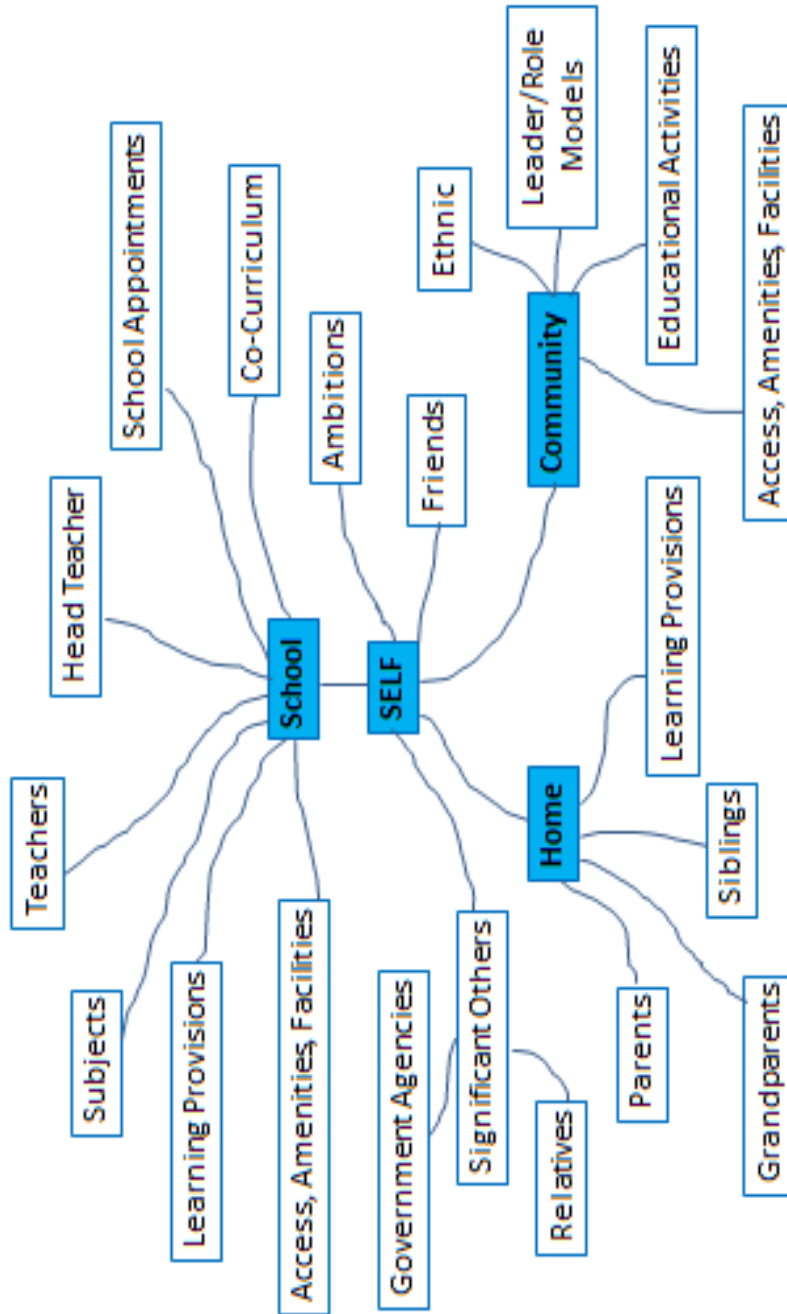 Teachers
Head Teacher
School Appointments
Subjects
Learning Provisions
Co-Curriculum
Access, Amenities, Facilities
School
Ambitions
Government Agencies
SELF
Friends
Ethnic
Significant Others
Leader/Role
Models
Relatives
Home
Community
Parents
Learning Provisions
Educational Activities
Siblings
Grandparents
Access, Amenities, Facilities